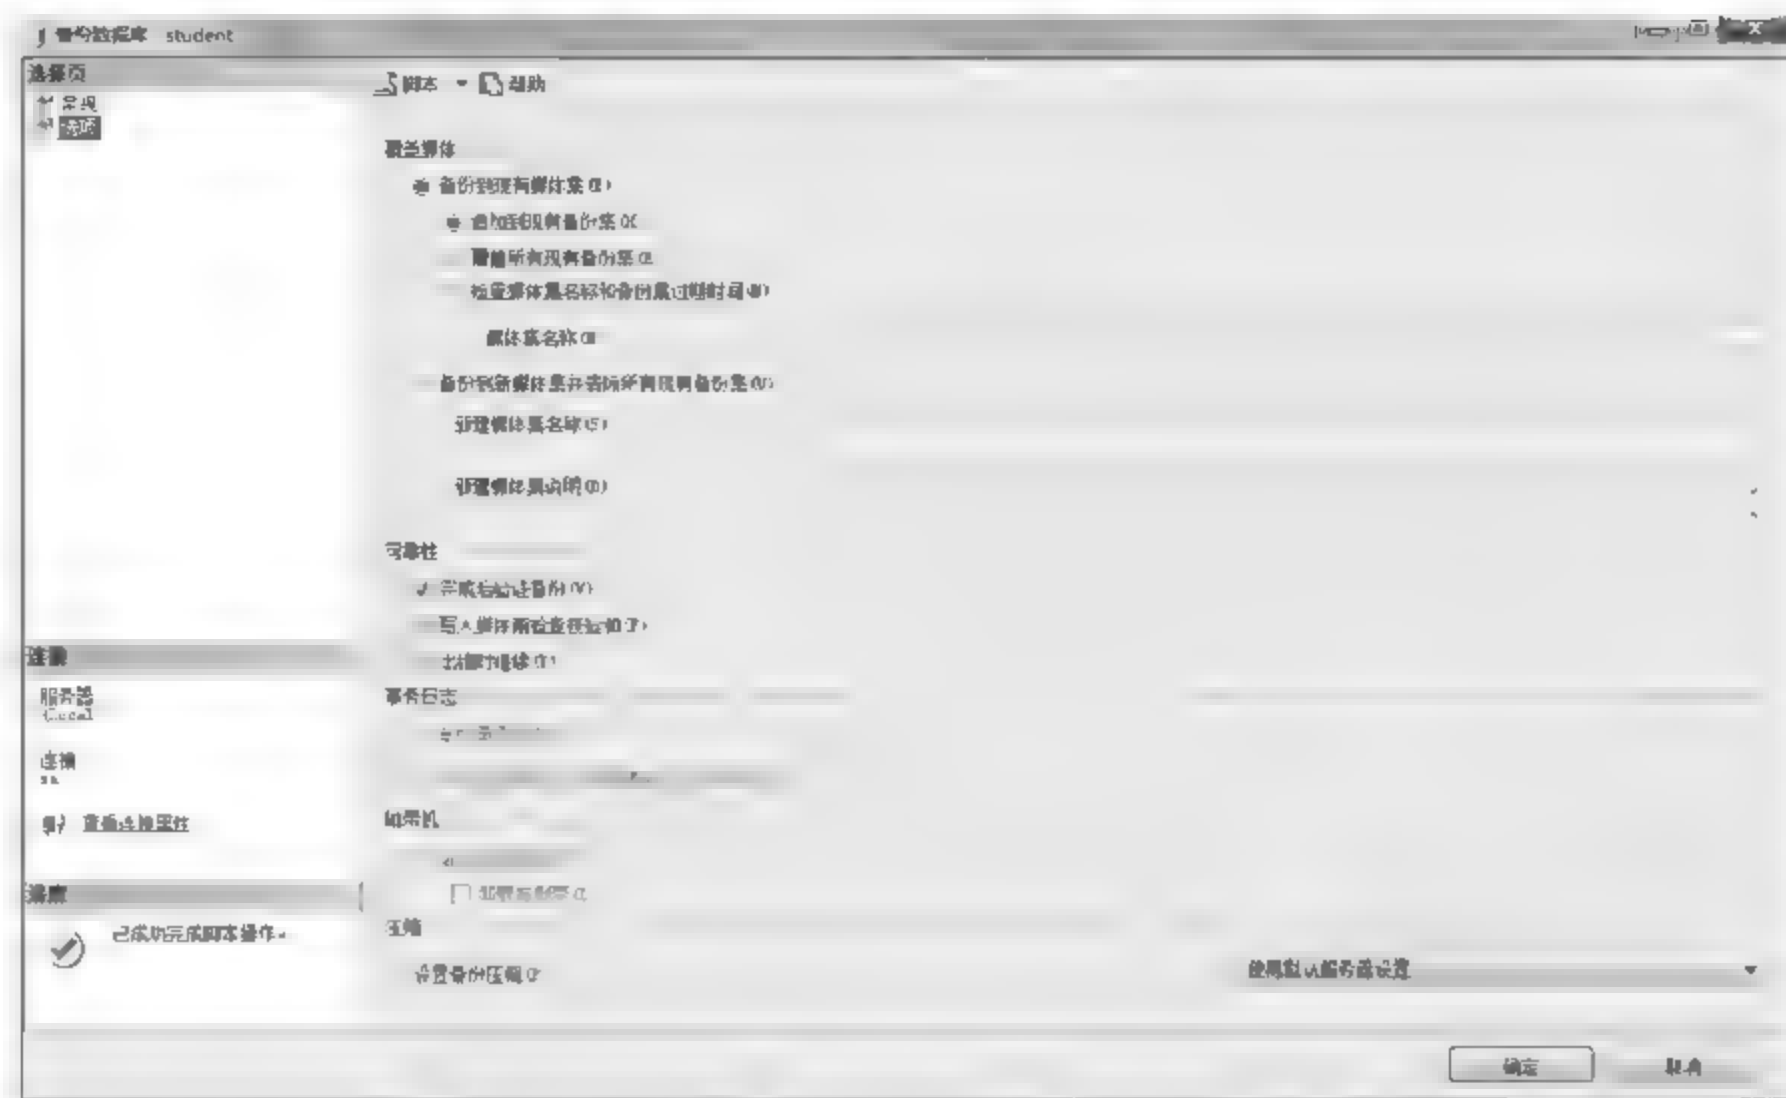 备份数据库 student
选择页
常规
选项
脚本 帮助
覆盖媒体
备份到现有媒体集(E)
追加到现有备份集(H)
覆盖所有现有备份集(R)
检查媒体集名称和备份集过期时间(M)
媒体集名称(N)
备份到新媒体集并清除所有现有备份集(U)
新建媒体集名称(S)
新建媒体集说明(D)
可靠性
完成后验证备份(V)
写入媒体前检查校验和(P)
出错时继续(T)
连接
服务器
(local
连接
sa
查看连接属性
事务日志
磁带机
进度
已成功完成脚本操作。
压缩
设置备份压缩
使用默认服务器设置
确定 取消